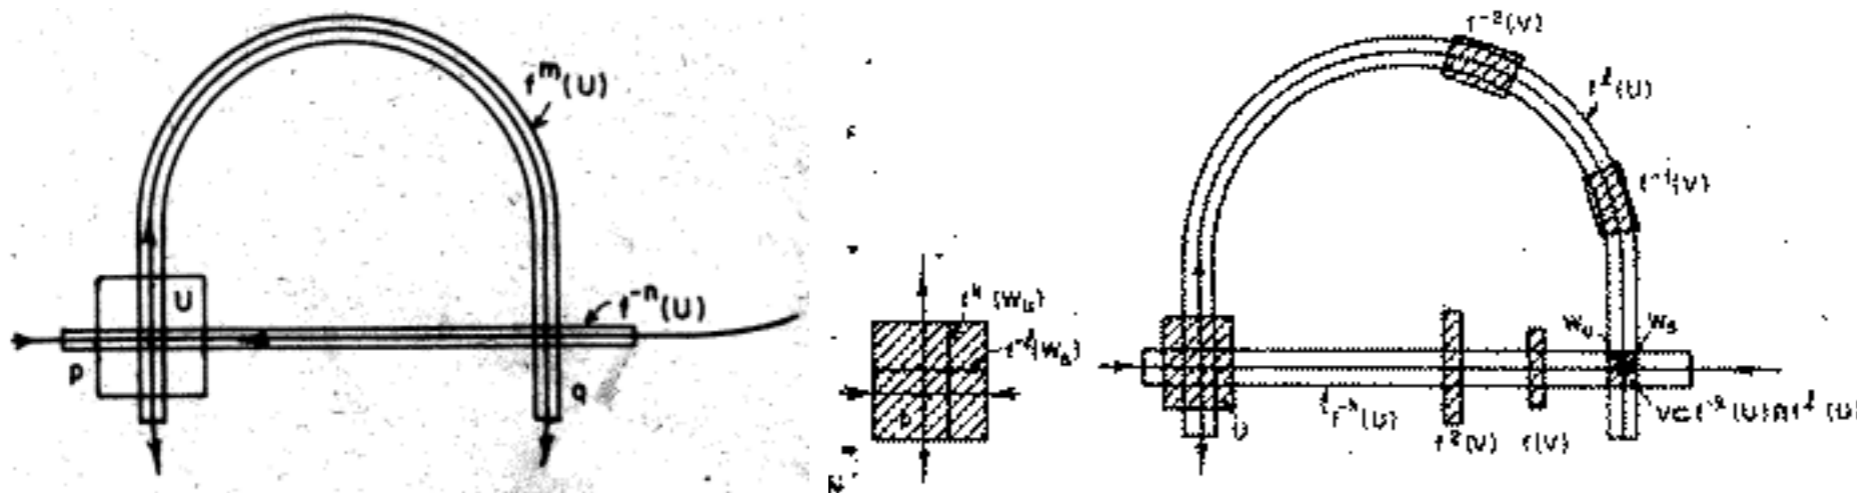 f^m(U)
U
f^-n(U)
p
q
f^-2(V)
f^l(U)
f^-1(V)
f^k(W_u)
f^-l(W_s)
W_u
W_s
f^-k(U)
U
f^2(V)
f(V)
V⊂f^-k(U)∩f^l(U)